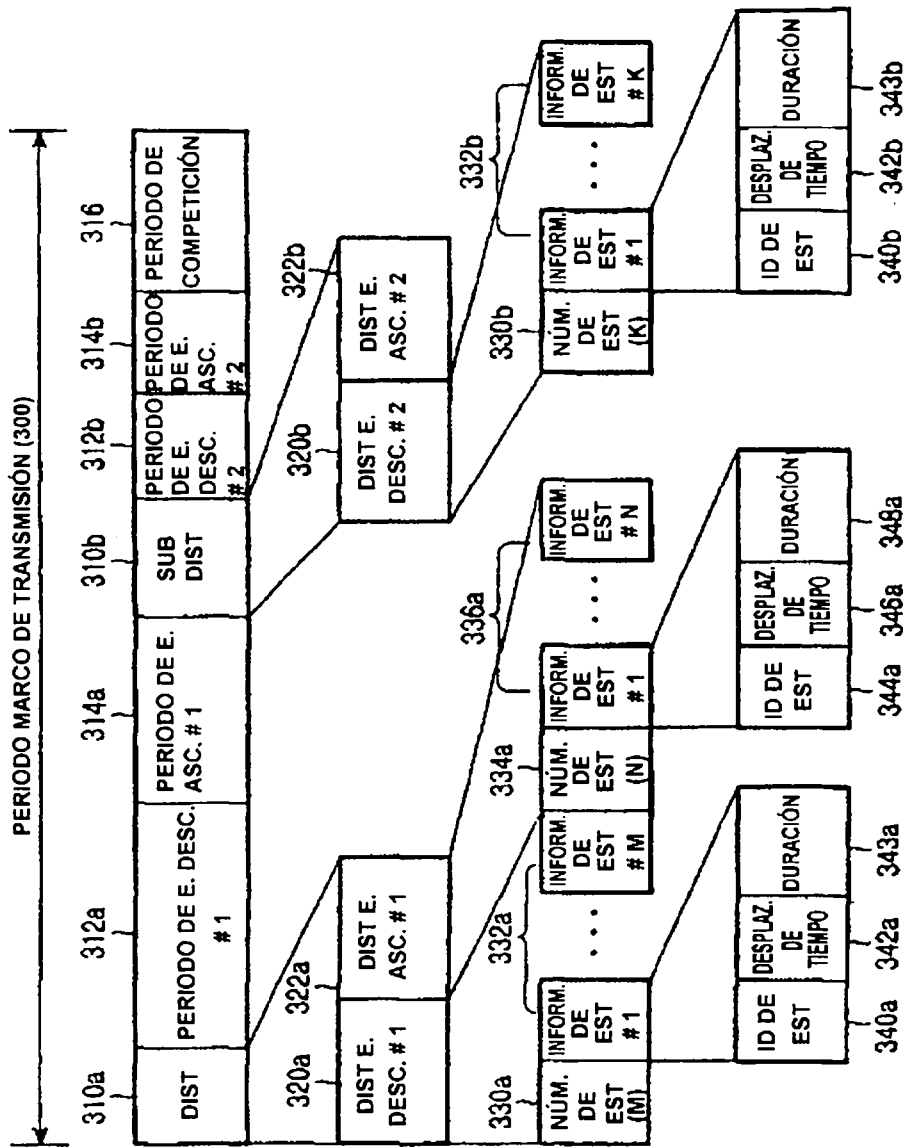 PERIODO MARCO DE TRANSMISIÓN (300)
310a
312a
314a
310b
312b
314b
316
DIST
PERIODO DE E. DESC.
# 1
PERIODO DE E.
ASC. # 1
SUB
DIST
PERIODO
DE E.
DESC.
# 2
PERIODO
DE E.
ASC.
# 2
PERIODO DE
COMPETICIÓN
320a
322a
320b
322b
DIST E.
DESC. # 1
DIST E.
ASC. # 1
DIST E.
DESC. # 2
DIST E.
ASC. # 2
330a
332a
334a
336a
330b
332b
NÚM.
DE
EST
(M)
INFORM.
DE
EST
# 1
• • •
INFORM.
DE
EST
# M
NÚM.
DE
EST
(N)
INFORM.
DE
EST
# 1
• • •
INFORM.
DE
EST
# N
NÚM.
DE
EST
(K)
INFORM.
DE
EST
# 1
• • •
INFORM.
DE
EST
# K
ID DE
EST
DESPLAZ.
DE
TIEMPO
DURACIÓN
ID DE
EST
DESPLAZ.
DE
TIEMPO
DURACIÓN
ID DE
EST
DESPLAZ.
DE
TIEMPO
DURACIÓN
340a
342a
343a
344a
346a
348a
340b
342b
343b